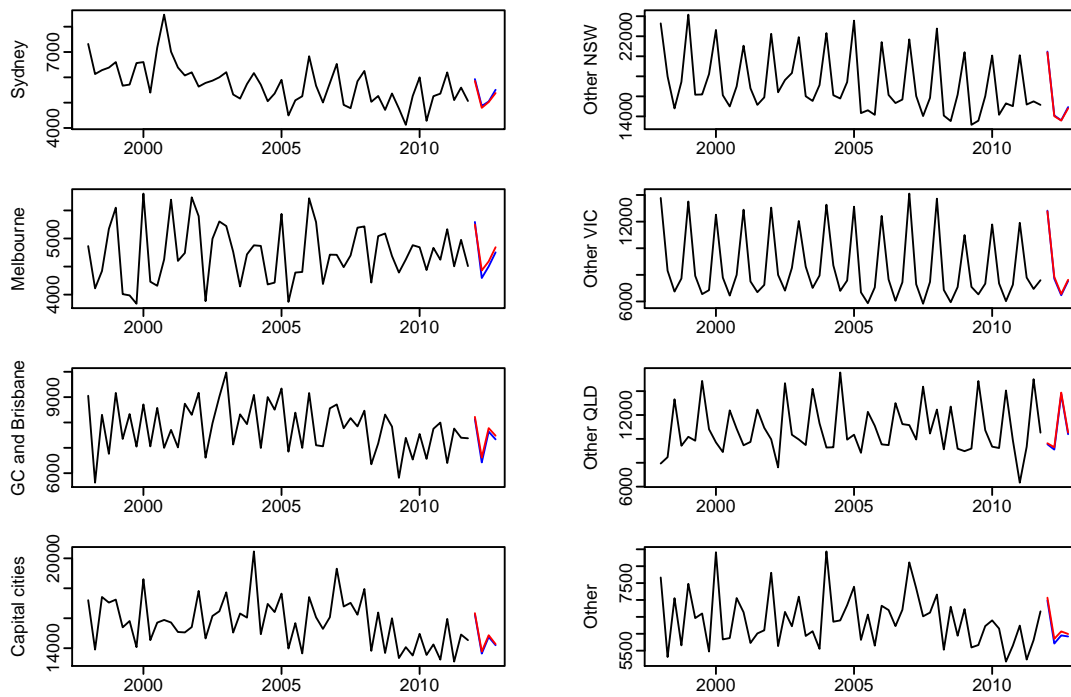 Sydney
4000 7000
2000 2005 2010
Other NSW
14000 22000
2000 2005 2010
Melbourne
4000 5000
2000 2005 2010
Other VIC
6000 12000
2000 2005 2010
GC and Brisbane
6000 9000
2000 2005 2010
Other QLD
6000 12000
2000 2005 2010
Capital cities
14000 20000
2000 2005 2010
Other
5500 7500
2000 2005 2010